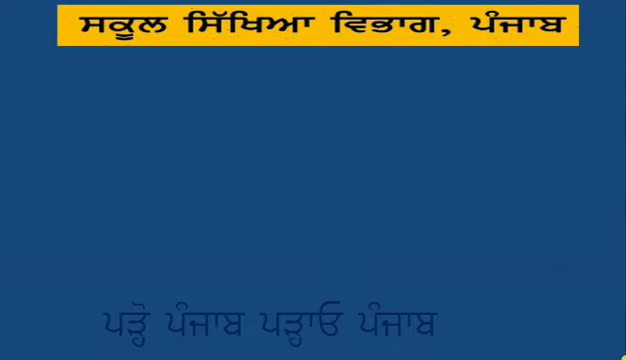 ਸਕੂਲ ਸਿੱਖਿਆ ਵਿਭਾਗ, ਪੰਜਾਬ
ਪੜ੍ਹੋ ਪੰਜਾਬ ਪੜ੍ਹਾਓ ਪੰਜਾਬ